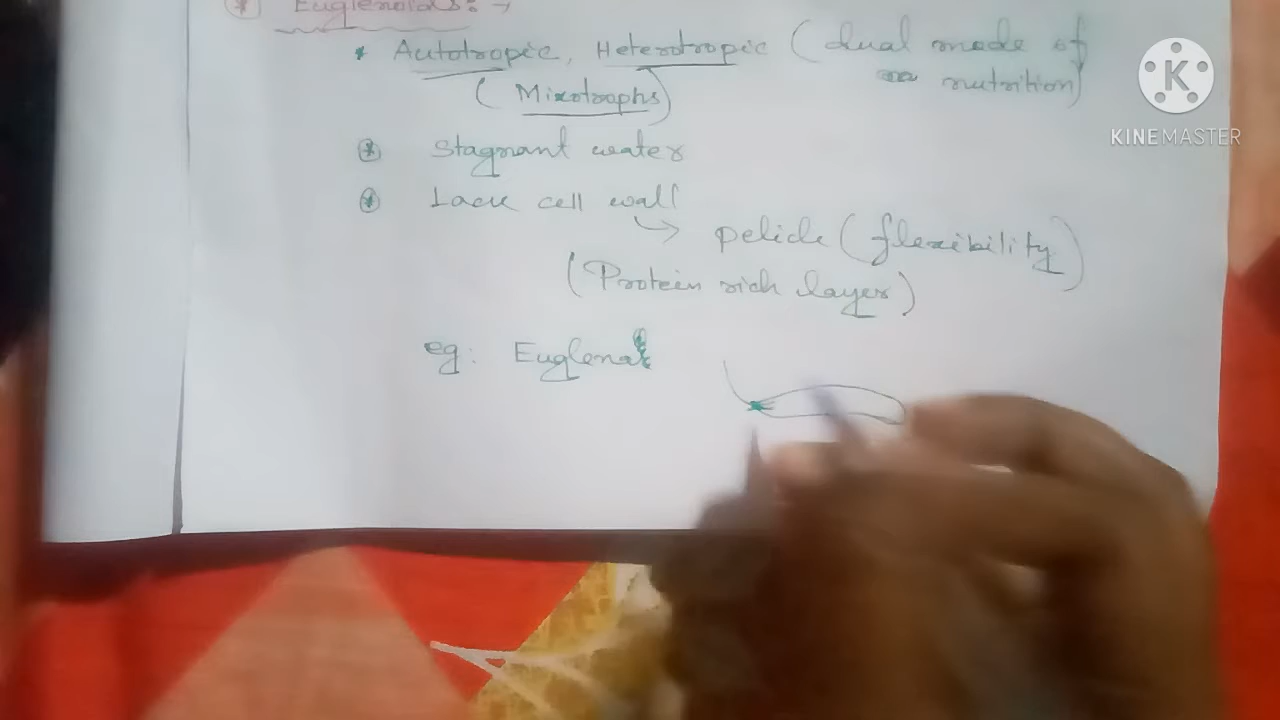 * Euglenoids: →
* Autotropic, Heterotropic (dual mode of nutrition)
(Mixotrophs)
* Stagnant water
* Lack cell wall
→ pelicle (flexibility)
(Protein rich layer)
eg: Euglena
K
KINEMASTER